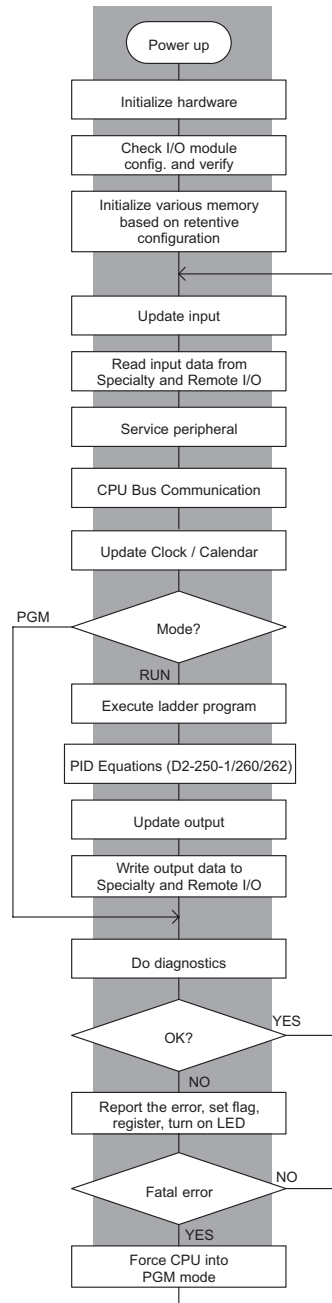 Power up
Initialize hardware
Check I/O module
config. and verify
Initialize various memory
based on retentive
configuration
Update input
Read input data from
Specialty and Remote I/O
Service peripheral
CPU Bus Communication
Update Clock / Calendar
PGM
Mode?
RUN
Execute ladder program
PID Equations (D2-250-1/260/262)
Update output
Write output data to
Specialty and Remote I/O
Do diagnostics
OK?
YES
NO
Report the error, set flag,
register, turn on LED
Fatal error
NO
YES
Force CPU into
PGM mode